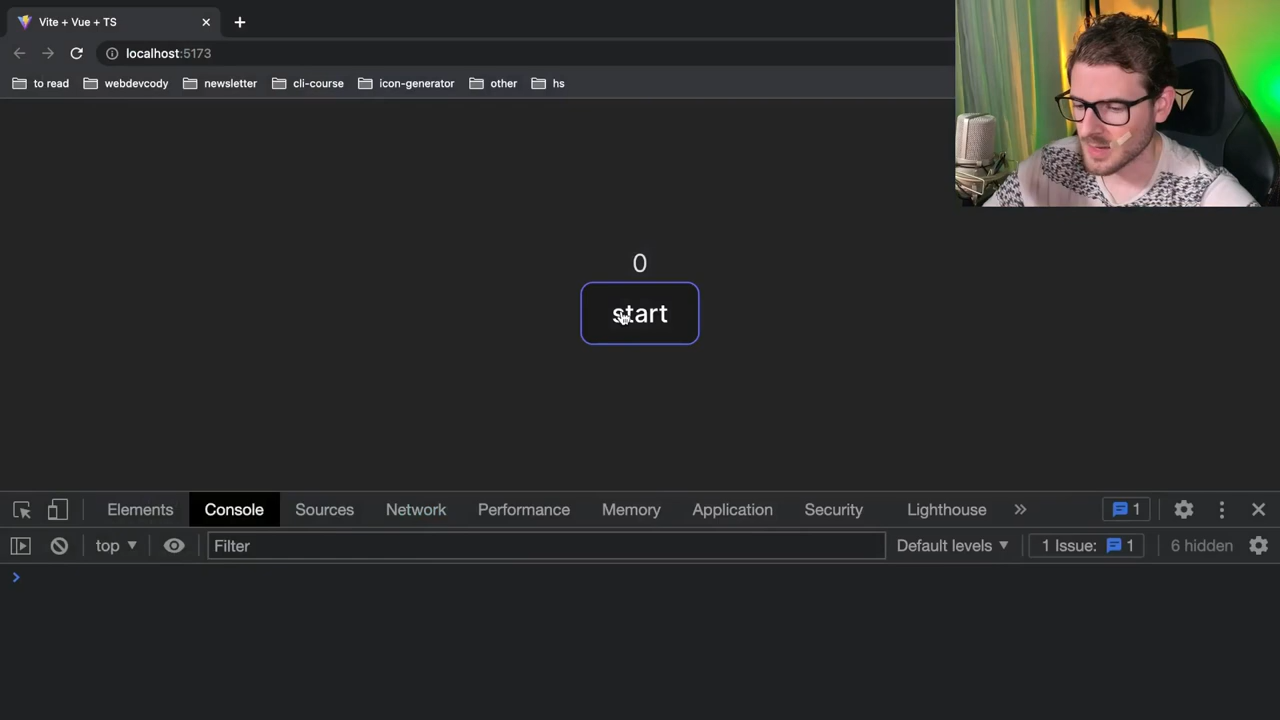 Vite + Vue + TS
localhost:5173
to read webdevcody newsletter cli-course icon-generator other hs
0
start
Elements Console Sources Network Performance Memory Application Security Lighthouse 1
top Filter Default levels 1 Issue: 1 6 hidden